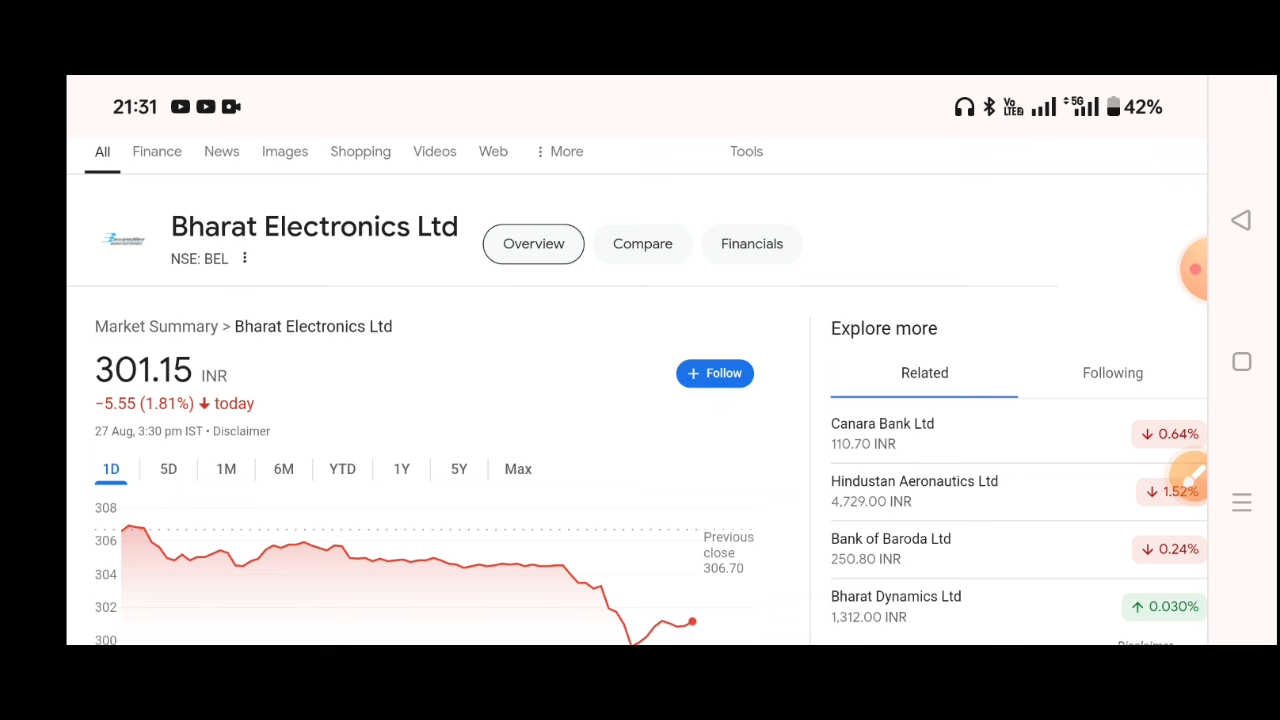 21:31
Vo LTE2
5G
42%
All Finance News Images Shopping Videos Web More Tools
Bharat Electronics Ltd
NSE: BEL
Overview Compare Financials
Market Summary > Bharat Electronics Ltd
301.15 INR
+ Follow
−5.55 (1.81%) ↓ today
27 Aug, 3:30 pm IST • Disclaimer
1D 5D 1M 6M YTD 1Y 5Y Max
308
306
304
302
300
Previous
close
306.70
Explore more
Related Following
Canara Bank Ltd
110.70 INR
↓ 0.64%
Hindustan Aeronautics Ltd
4,729.00 INR
↓ 1.52%
Bank of Baroda Ltd
250.80 INR
↓ 0.24%
Bharat Dynamics Ltd
1,312.00 INR
↑ 0.030%
Disclaimer